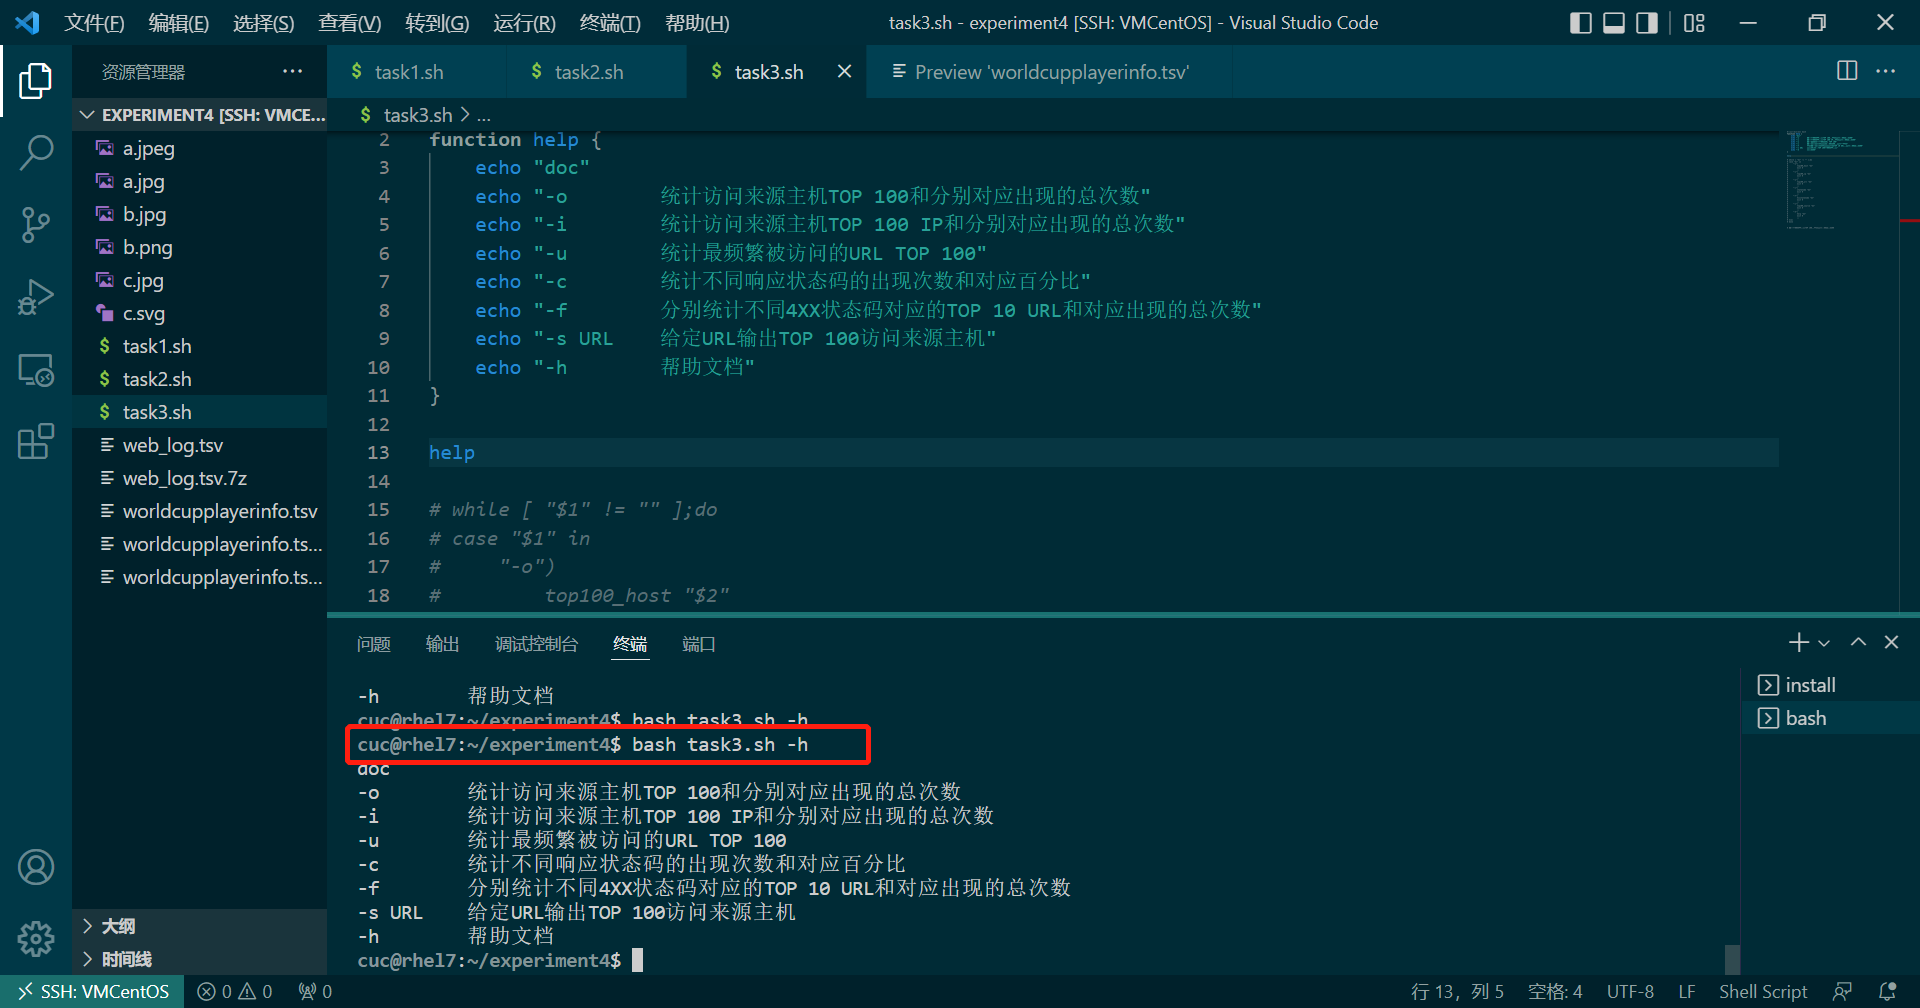 文件(F) 编辑(E) 选择(S) 查看(V) 转到(G) 运行(R) 终端(T) 帮助(H) task3.sh - experiment4 [SSH: VMCentOS] - Visual Studio Code
资源管理器 ···
$ task1.sh $ task2.sh $ task3.sh Preview 'worldcupplayerinfo.tsv'
EXPERIMENT4 [SSH: VMCE...
a.jpeg
a.jpg
b.jpg
b.png
c.jpg
c.svg
$ task1.sh
$ task2.sh
$ task3.sh
web_log.tsv
web_log.tsv.7z
worldcupplayerinfo.tsv
worldcupplayerinfo.ts...
worldcupplayerinfo.ts...
大纲
时间线
$ task3.sh > ...
2 function help {
3 echo "doc"
4 echo "-o 统计访问来源主机TOP 100和分别对应出现的总次数"
5 echo "-i 统计访问来源主机TOP 100 IP和分别对应出现的总次数"
6 echo "-u 统计最频繁被访问的URL TOP 100"
7 echo "-c 统计不同响应状态码的出现次数和对应百分比"
8 echo "-f 分别统计不同4XX状态码对应的TOP 10 URL和对应出现的总次数"
9 echo "-s URL 给定URL输出TOP 100访问来源主机"
10 echo "-h 帮助文档"
11 }
12
13 help
14
15 # while [ "$1" != "" ];do
16 # case "$1" in
17 # "-o")
18 # top100_host "$2"
问题 输出 调试控制台 终端 端口
-h 帮助文档
cuc@rhel7:~/experiment4$ bash task3.sh -h
cuc@rhel7:~/experiment4$ bash task3.sh -h
doc
-o 统计访问来源主机TOP 100和分别对应出现的总次数
-i 统计访问来源主机TOP 100 IP和分别对应出现的总次数
-u 统计最频繁被访问的URL TOP 100
-c 统计不同响应状态码的出现次数和对应百分比
-f 分别统计不同4XX状态码对应的TOP 10 URL和对应出现的总次数
-s URL 给定URL输出TOP 100访问来源主机
-h 帮助文档
cuc@rhel7:~/experiment4$
install
bash
SSH: VMCentOS 0 0 0 行 13，列 5 空格: 4 UTF-8 LF Shell Script